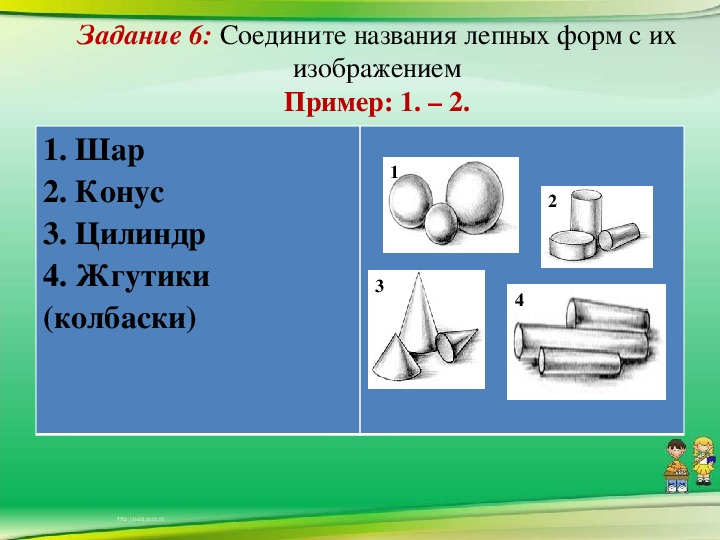 Задание 6: Соедините названия лепных форм с их
изображением
Пример: 1. – 2.
1. Шар
2. Конус
3. Цилиндр
4. Жгутики
(колбаски)
1
2
3
4